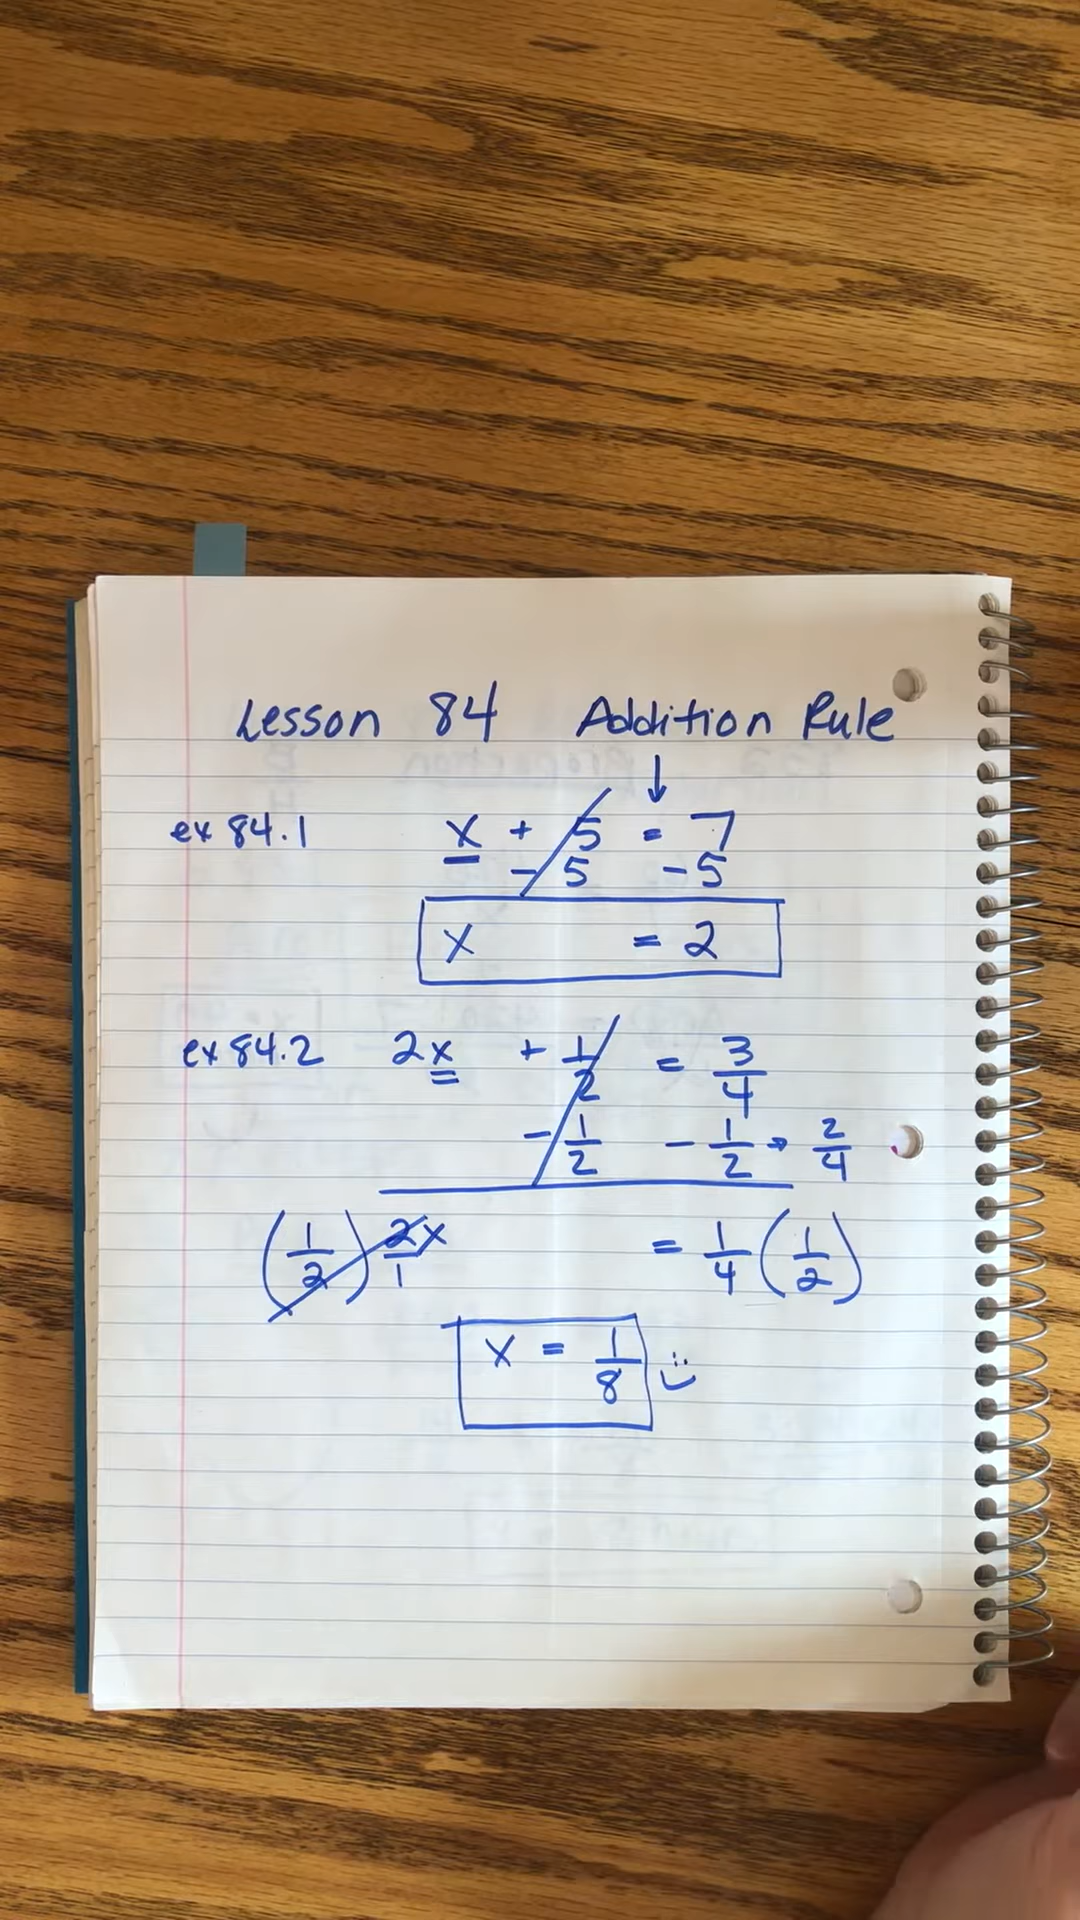 Lesson 84 Addition Rule
↓
ex 84.1 x + 5 = 7
- 5 - 5
x = 2
ex 84.2 2x + 1/2 = 3/4
- 1/2 - 1/2 → 2/4
(1/2) 2x/1 = 1/4 (1/2)
x = 1/8